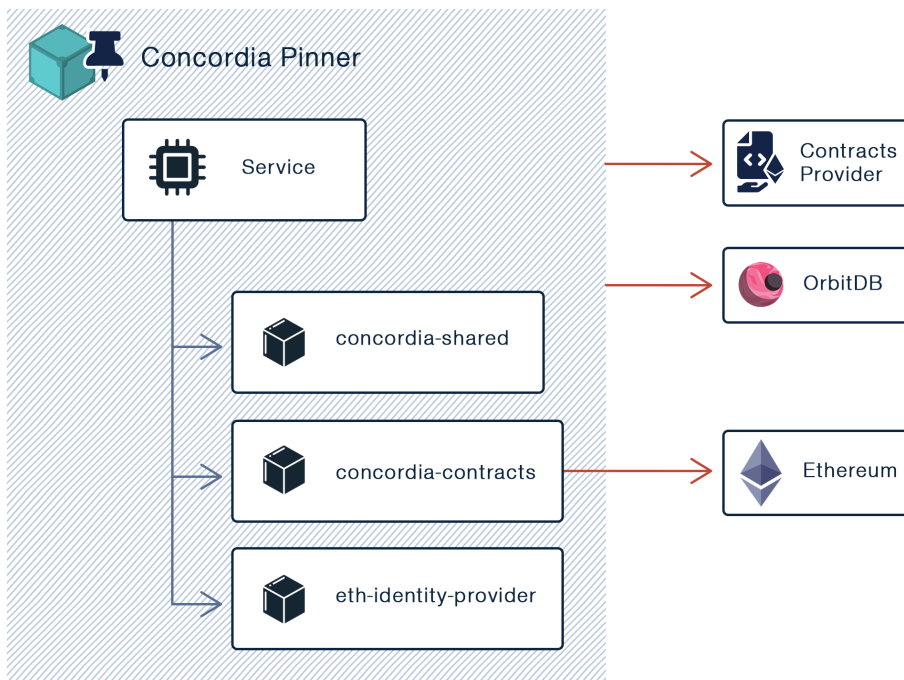 Concordia Pinner
Service
Contracts
Provider
OrbitDB
concordia-shared
concordia-contracts
Ethereum
eth-identity-provider